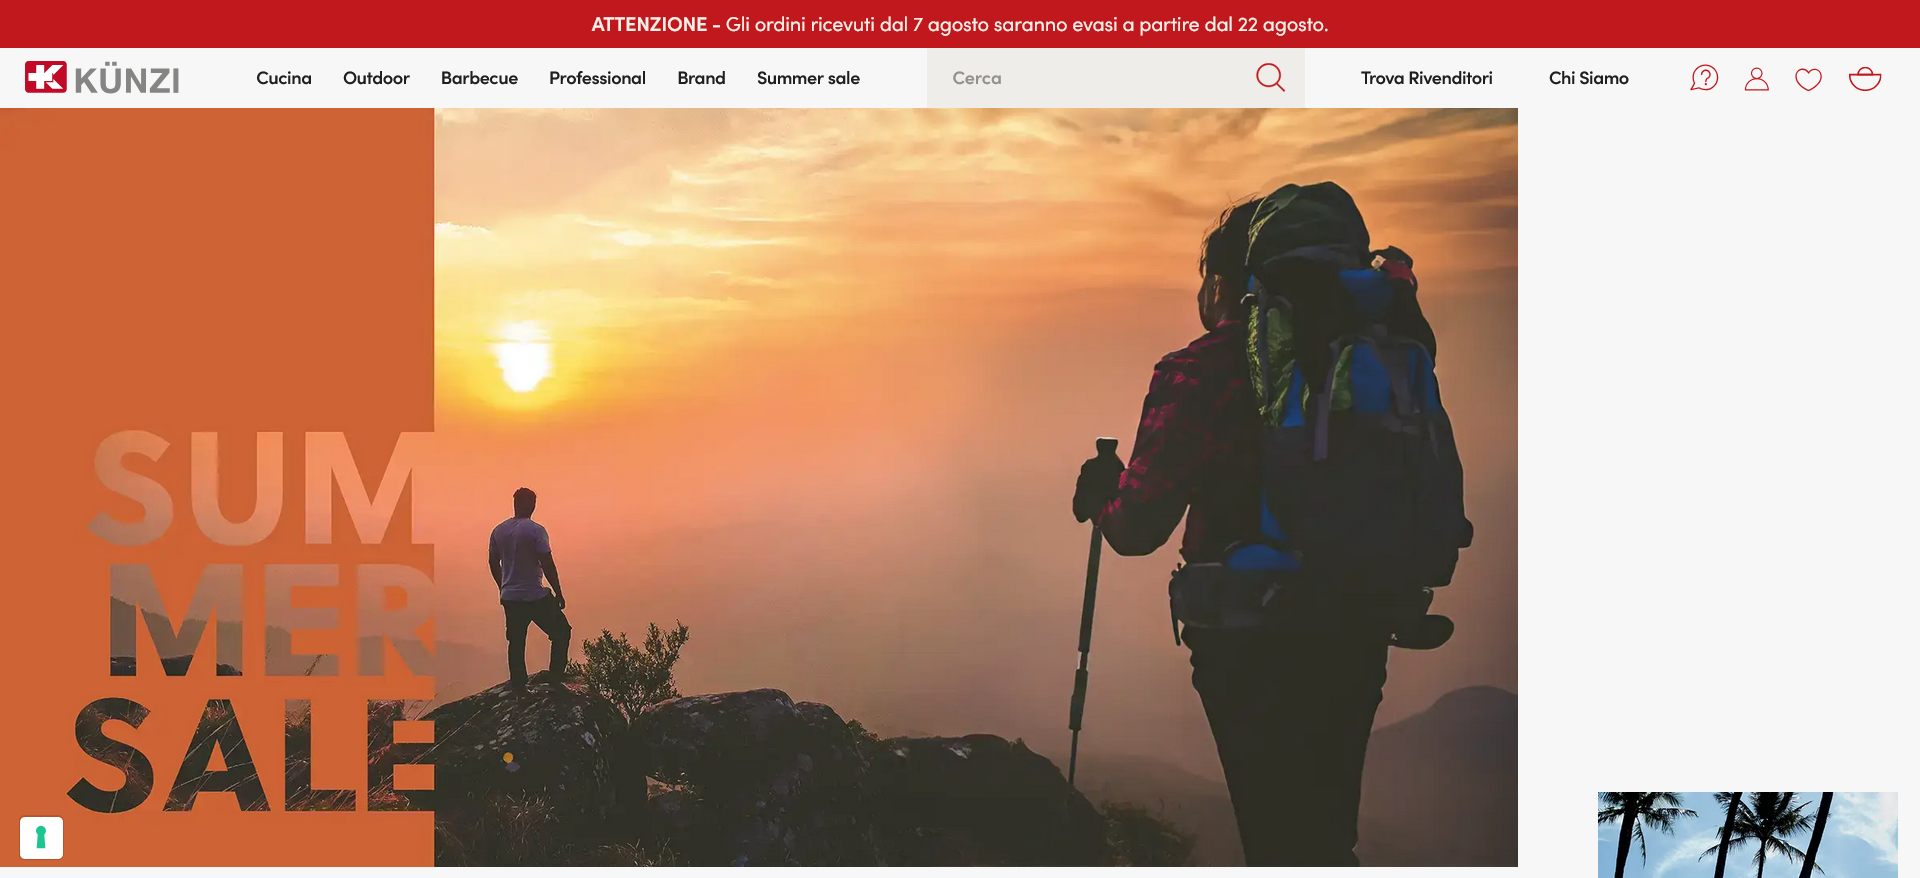 ATTENZIONE - Gli ordini ricevuti dal 7 agosto saranno evasi a partire dal 22 agosto.
KÜNZI
Cucina
Outdoor
Barbecue
Professional
Brand
Summer sale
Cerca
Trova Rivenditori
Chi Siamo
SUM
MER
SALE